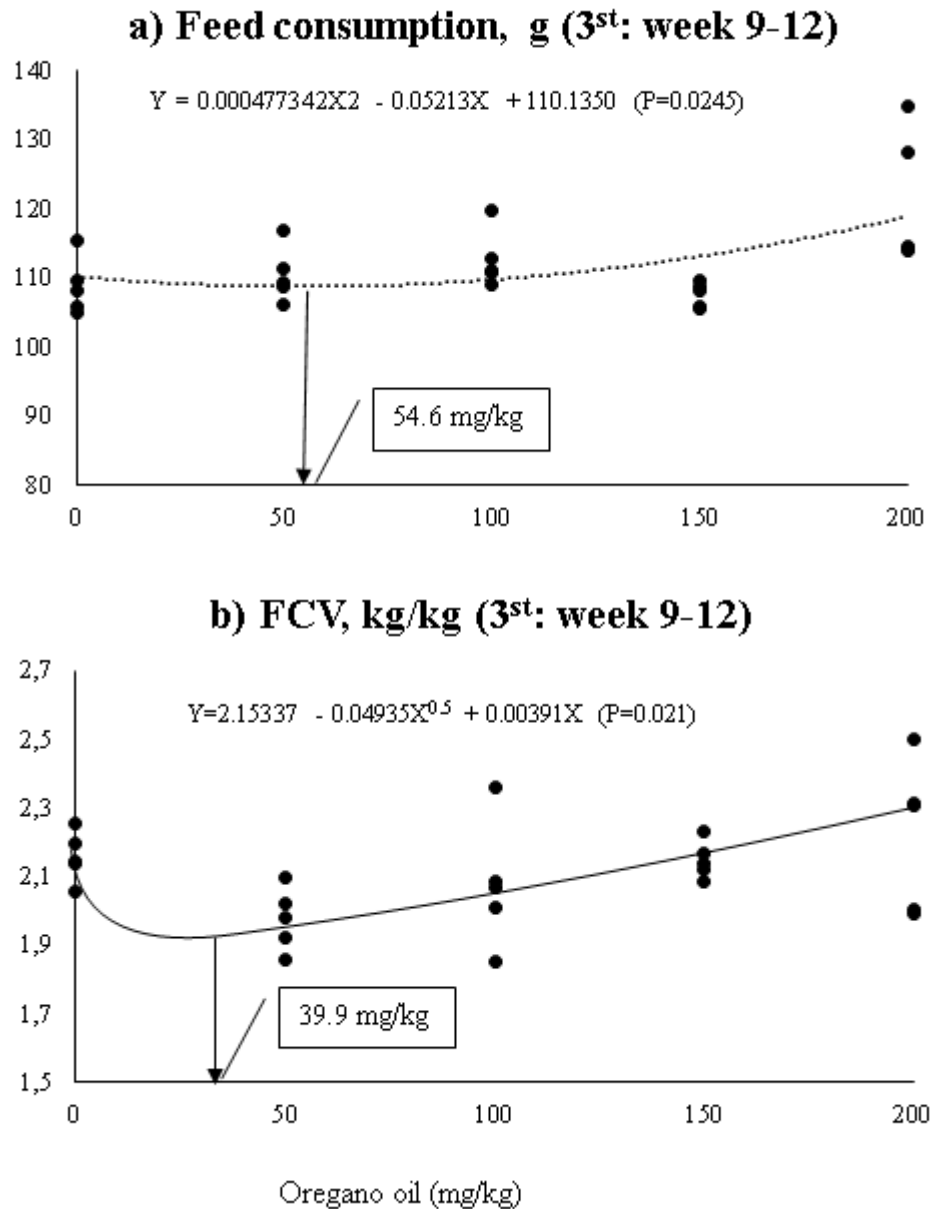 a) Feed consumption, g (3st: week 9-12)
140
Y = 0.000477342X2 - 0.05213X + 110.1350 (P=0.0245)
130
120
110
100
90
54.6 mg/kg
80
0 50 100 150 200
b) FCV, kg/kg (3st: week 9-12)
2,7
Y=2.15337 - 0.04935X0.5 + 0.00391X (P=0.021)
2,5
2,3
2,1
1,9
1,7
39.9 mg/kg
1,5
0 50 100 150 200
Oregano oil (mg/kg)